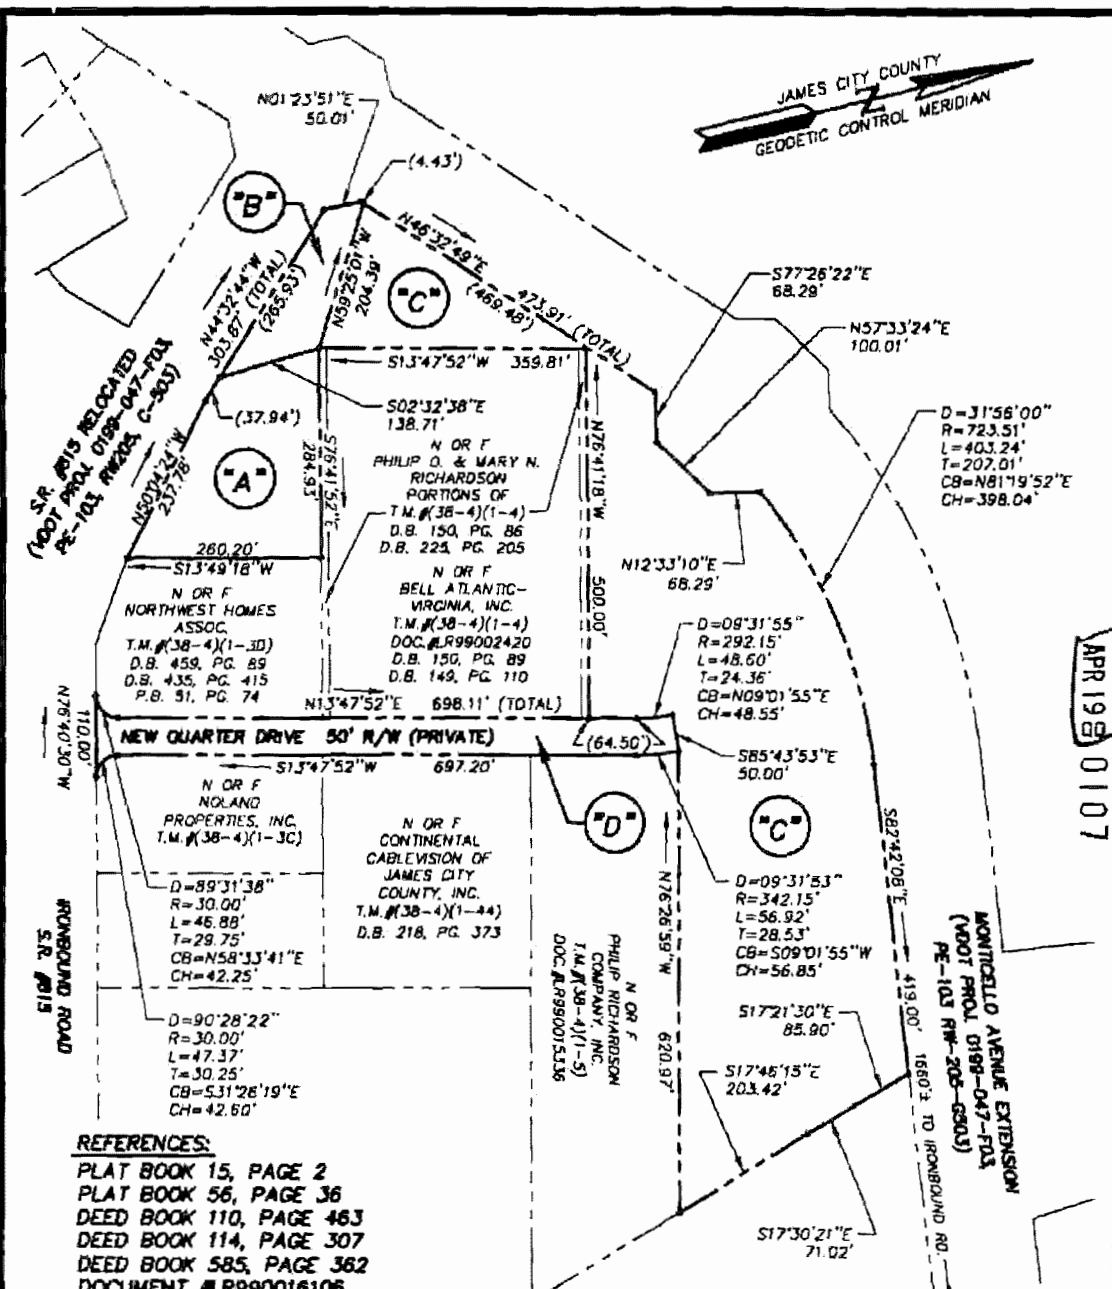 JAMES CITY COUNTY
GEODETIC CONTROL MERIDIAN
N01°23'51"E
50.01'
(4.43')
"B"
N46°32'49"E
473.91' (TOTAL)
(469.48')
N44°32'44"W
303.87' (TOTAL)
(265.93')
N59°25'01"W
204.39'
"C"
S77°26'22"E
68.29'
N57°33'24"E
100.01'
S.R. #615 RELOCATED
(VDOT PROJ. 0199-047-F03,
PE-103, RW205, C-503)
S13°47'52"W 359.81'
S02°32'38"E
138.71'
(37.94')
N50°04'24"W
237.78'
"A"
S76°41'52"E
284.93'
N OR F
PHILIP O. & MARY N.
RICHARDSON
PORTIONS OF
T.M.#(38-4)(1-4)
D.B. 150, PG. 86
D.B. 225, PG. 205
N76°41'18"W
500.00'
D=31°56'00"
R=723.51'
L=403.24'
T=207.01'
CB=N81°19'52"E
CH=398.04'
260.20'
S13°49'18"W
N12°33'10"E
68.29'
N OR F
NORTHWEST HOMES
ASSOC.
T.M.#(38-4)(1-3D)
D.B. 459, PG. 89
D.B. 435, PG. 415
P.B. 51, PG. 74
N OR F
BELL ATLANTIC-
VIRGINIA, INC.
T.M.#(38-4)(1-4)
DOC.#LR99002420
D.B. 150, PG. 89
D.B. 149, PG. 110
D=09°31'55"
R=292.15'
L=48.60'
T=24.36'
CB=N09°01'55"E
CH=48.55'
APR 19 8
0107
N76°40'30"W
110.00'
N13°47'52"E 698.11' (TOTAL)
NEW QUARTER DRIVE 50' R/W (PRIVATE)
(64.50')
S13°47'52"W 697.20'
S85°43'53"E
50.00'
N OR F
NOLAND
PROPERTIES, INC.
T.M.#(38-4)(1-3C)
N OR F
CONTINENTAL
CABLEVISION OF
JAMES CITY
COUNTY, INC.
T.M.#(38-4)(1-44)
D.B. 218, PG. 373
"D"
"C"
N76°26'59"W 620.97'
S82°42'08"E 419.00'
D=89°31'38"
R=30.00'
L=46.88'
T=29.75'
CB=N58°33'41"E
CH=42.25'
D=09°31'53"
R=342.15'
L=56.92'
T=28.53'
CB=S09°01'55"W
CH=56.85'
IRONBOUND ROAD
S.R. #615
N OR F
PHILIP RICHARDSON
COMPANY, INC.
T.M.#(38-4)(1-5)
DOC.#LR990015336
MONTICELLO AVENUE EXTENSION
(VDOT PROJ. 0199-047-F03,
PE-103 RW-205-G503)
1660'± TO IRONBOUND RD.
D=90°28'22"
R=30.00'
L=47.37'
T=30.25'
CB=S31°26'19"E
CH=42.60'
S17°21'30"E
85.90'
S17°46'15"E
203.42'
S17°30'21"E
71.02'
REFERENCES:
PLAT BOOK 15, PAGE 2
PLAT BOOK 56, PAGE 36
DEED BOOK 110, PAGE 463
DEED BOOK 114, PAGE 307
DEED BOOK 585, PAGE 362
DOCUMENT #LR990016106